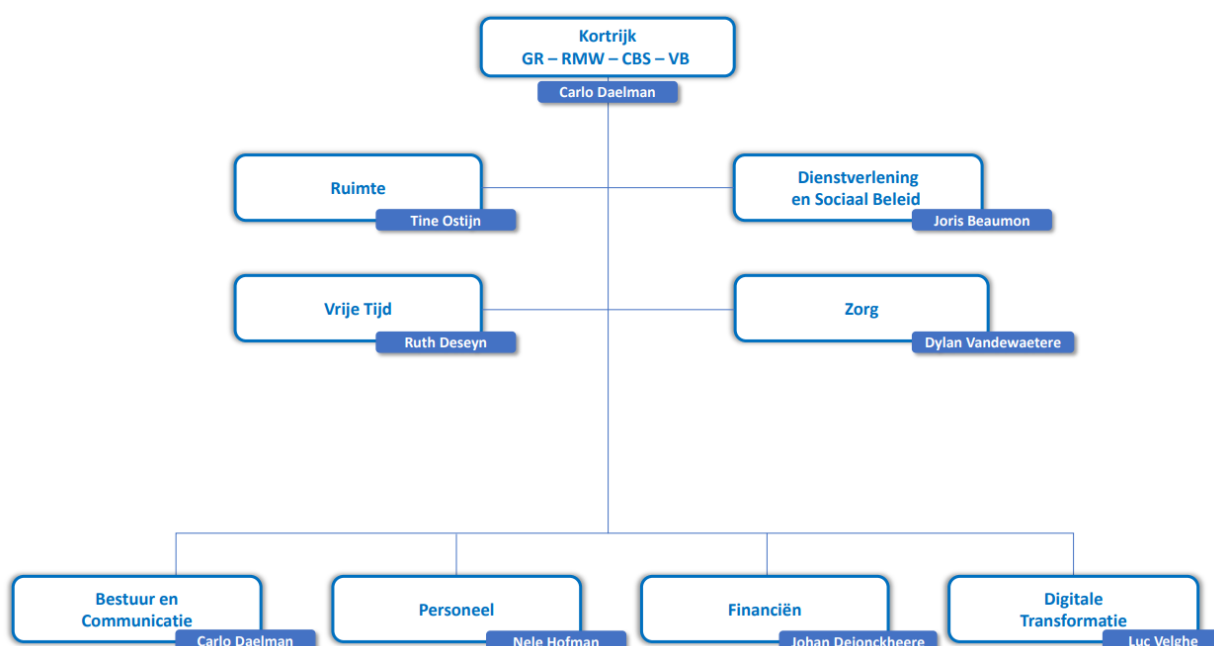 Kortrijk
GR – RMW – CBS – VB
Carlo Daelman
Ruimte
Tine Ostijn
Dienstverlening
en Sociaal Beleid
Joris Beaumon
Vrije Tijd
Ruth Deseyn
Zorg
Dylan Vandewaetere
Bestuur en
Communicatie
Carlo Daelman
Personeel
Nele Hofman
Financiën
Johan Dejonckheere
Digitale
Transformatie
Luc Velghe